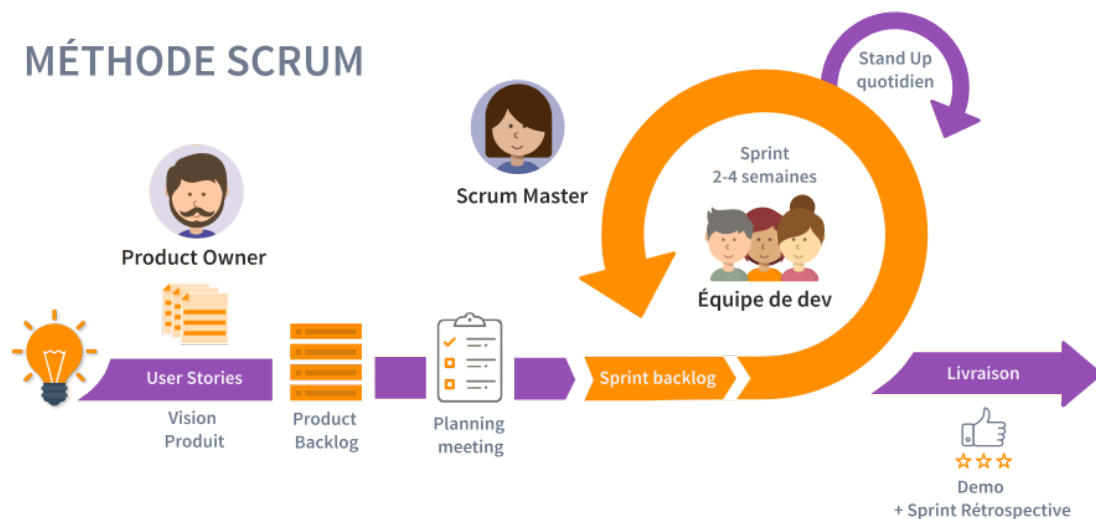 MÉTHODE SCRUM
Stand Up
quotidien
Sprint
2-4 semaines
Scrum Master
Product Owner
Équipe de dev
User Stories
Sprint backlog
Livraison
Vision
Produit
Product
Backlog
Planning
meeting
Demo
+ Sprint Rétrospective